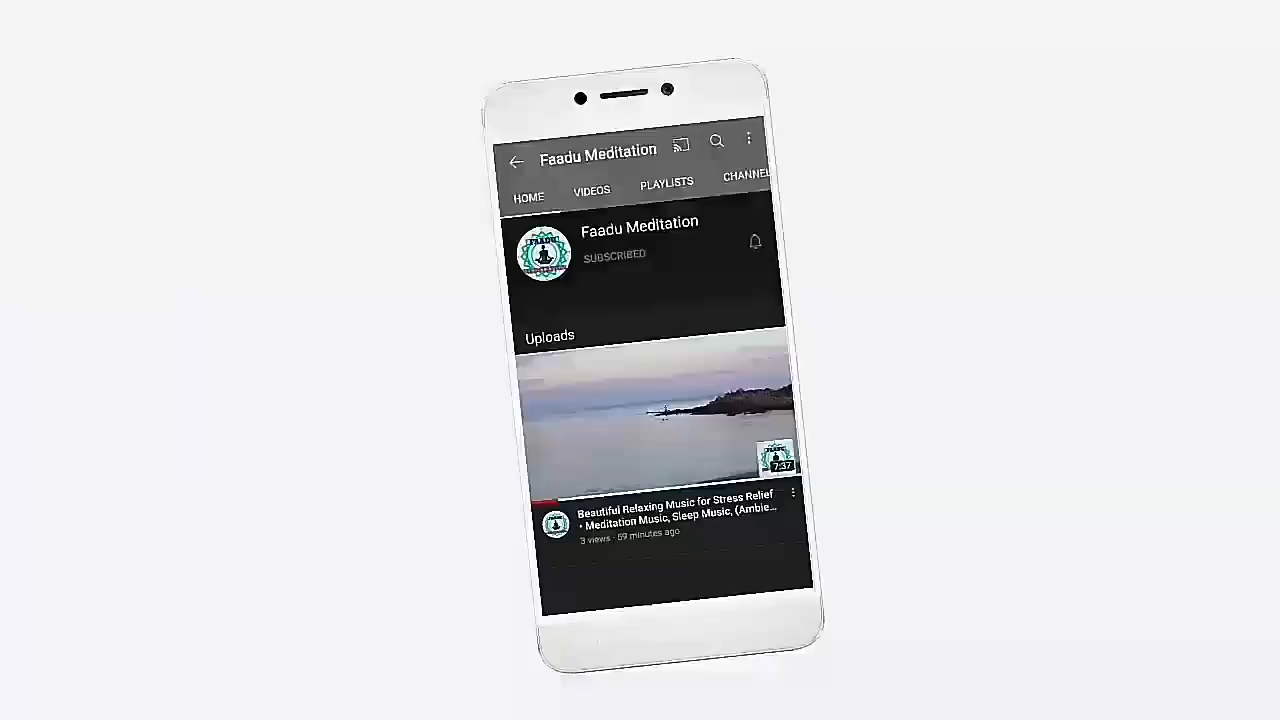 Faadu Meditation
HOME VIDEOS PLAYLISTS CHANNEL
FAADU
Faadu Meditation
SUBSCRIBED
Uploads
7:37
Beautiful Relaxing Music for Stress Relief
• Meditation Music, Sleep Music, (Ambie...
3 views · 59 minutes ago